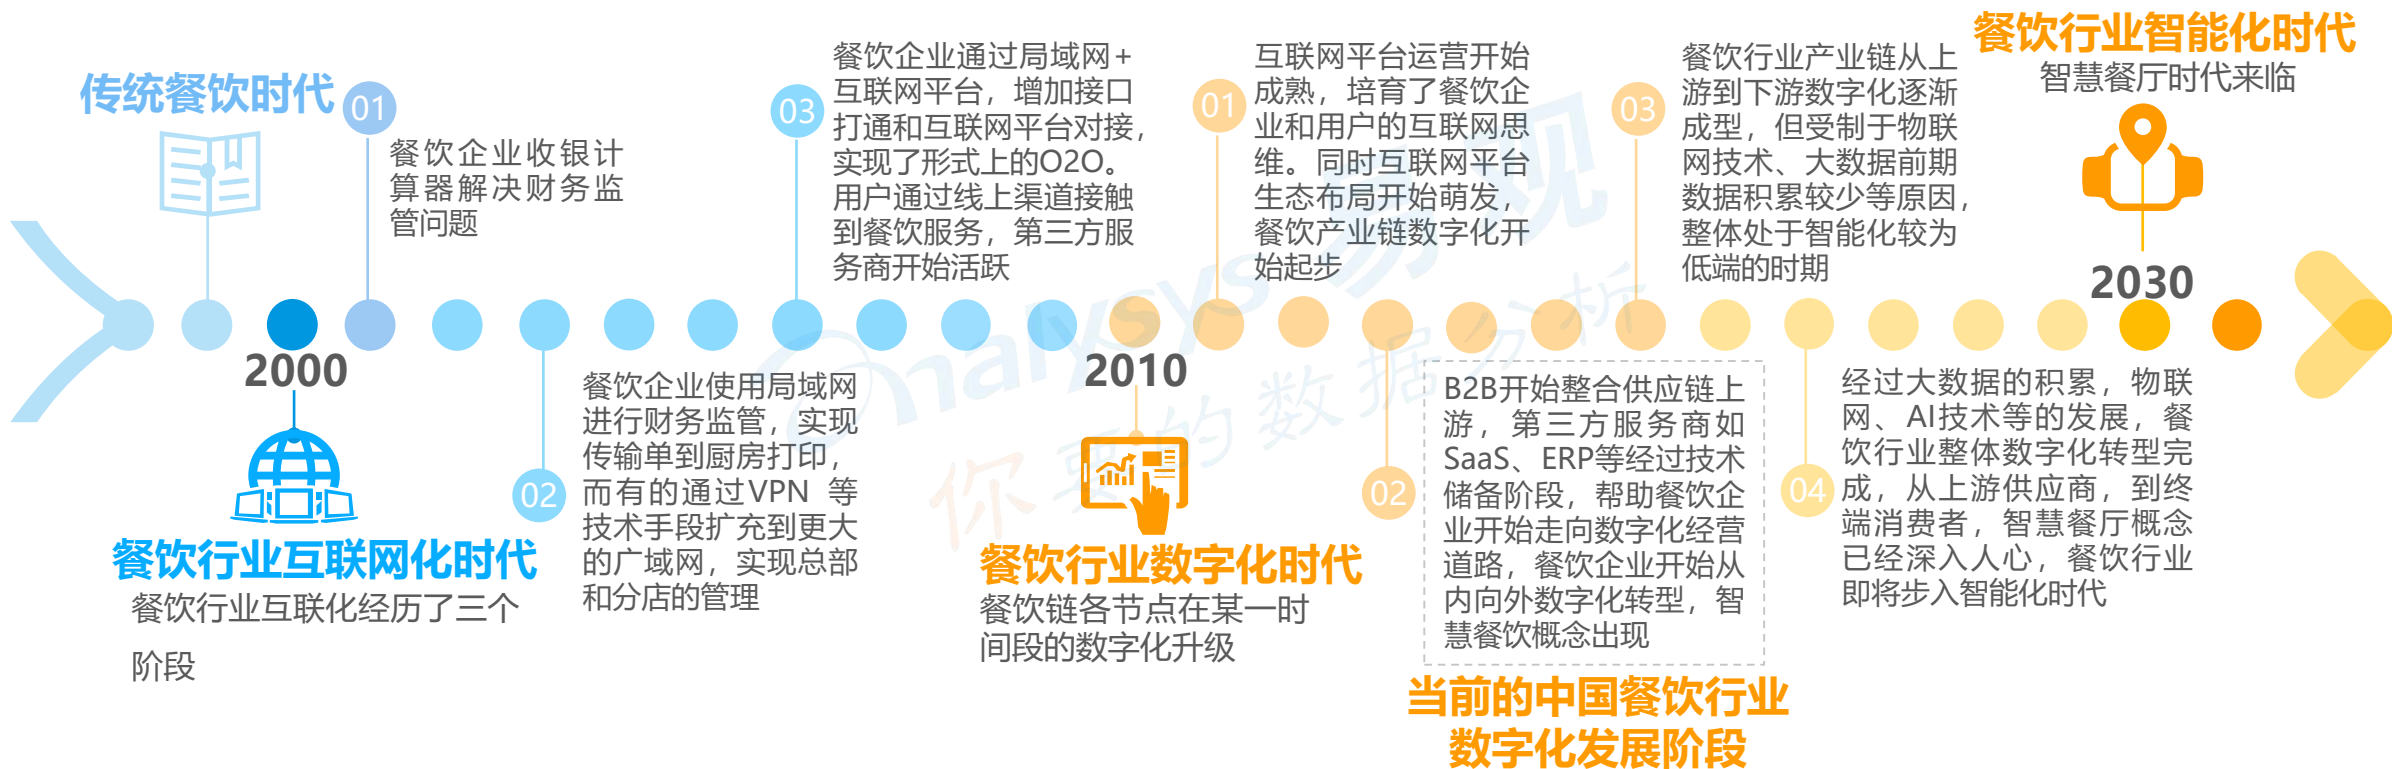 传统餐饮时代
01
餐饮企业收银计
算器解决财务监
管问题
03
餐饮企业通过局域网+
互联网平台，增加接口
打通和互联网平台对接，
实现了形式上的O2O。
用户通过线上渠道接触
到餐饮服务，第三方服
务商开始活跃
01
互联网平台运营开始
成熟，培育了餐饮企
业和用户的互联网思
维。同时互联网平台
生态布局开始萌发，
餐饮产业链数字化开
始起步
03
餐饮行业产业链从上
游到下游数字化逐渐
成型，但受制于物联
网技术、大数据前期
数据积累较少等原因，
整体处于智能化较为
低端的时期
餐饮行业智能化时代
智慧餐厅时代来临
2030
2000
餐饮行业互联网化时代
餐饮行业互联化经历了三个
阶段
02
餐饮企业使用局域网
进行财务监管，实现
传输单到厨房打印，
而有的通过VPN 等
技术手段扩充到更大
的广域网，实现总部
和分店的管理
2010
餐饮行业数字化时代
餐饮链各节点在某一时
间段的数字化升级
02
B2B开始整合供应链上
游，第三方服务商如
SaaS、ERP等经过技术
储备阶段，帮助餐饮企
业开始走向数字化经营
道路，餐饮企业开始从
内向外数字化转型，智
慧餐饮概念出现
当前的中国餐饮行业
数字化发展阶段
04
经过大数据的积累，物联
网、AI技术等的发展，餐
饮行业整体数字化转型完
成，从上游供应商，到终
端消费者，智慧餐厅概念
已经深入人心，餐饮行业
即将步入智能化时代
analysys 易观
你要的数据分析